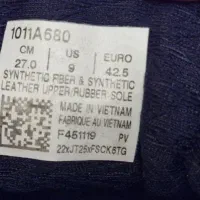 1011A680
CM US EURO
27.0 9 42.5
SYNTHETIC FIBER & SYNTHETIC
LEATHER UPPER/RUBBER SOLE
MADE IN VIETNAM
FABRIQUE AU VIETNAM
F451119 PV